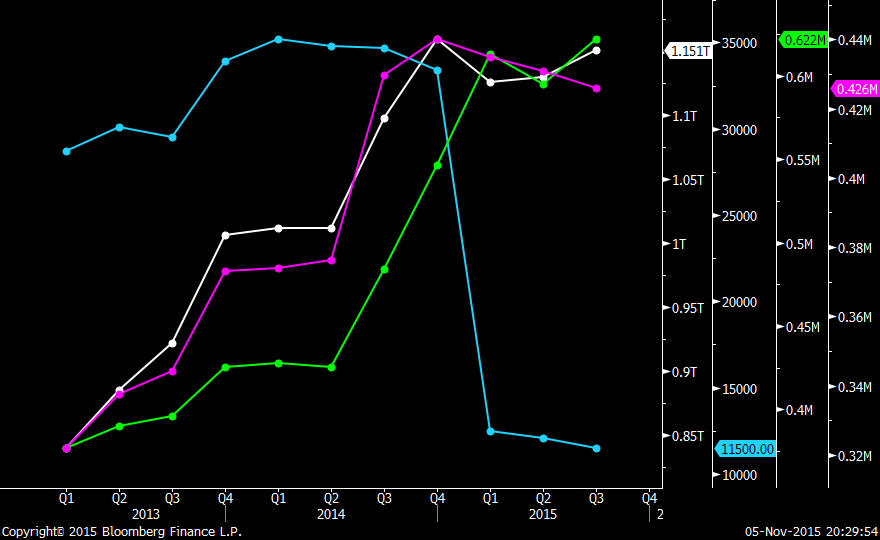 1.151T
1.1T
1.05T
1T
0.95T
0.9T
0.85T
35000
30000
25000
20000
15000
11500.00
10000
0.622M
0.6M
0.55M
0.5M
0.45M
0.4M
0.44M
0.426M
0.42M
0.4M
0.38M
0.36M
0.34M
0.32M
Q1 Q2 Q3 Q4 Q1 Q2 Q3 Q4 Q1 Q2 Q3 Q4
2013 2014 2015 2
Copyright© 2015 Bloomberg Finance L.P. 05-Nov-2015 20:29:54